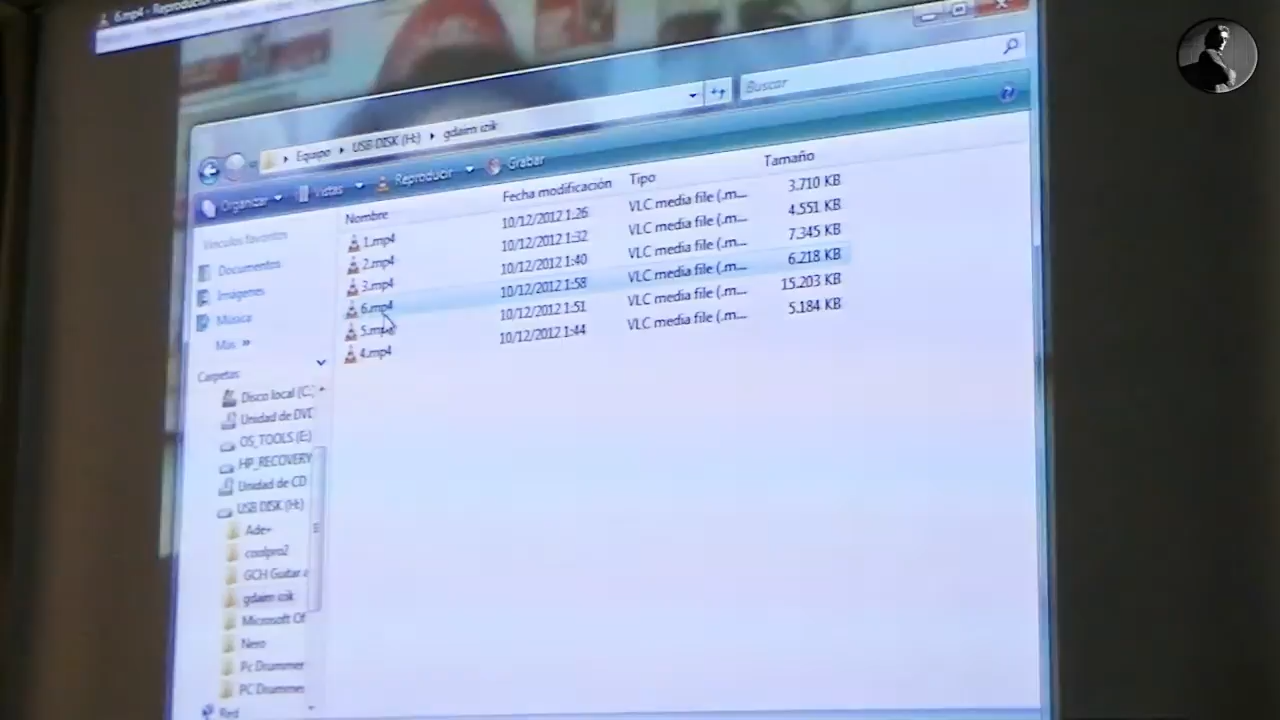 6.mp4 - Reproductor
Buscar
Equipo ▸ USB DISK (H:) ▸ gdaim izik
Organizar Vistas Reproducir Grabar
Vínculos favoritos
Documentos
Imágenes
Música
Más »
Carpetas
Disco local (C:
Unidad de DVD
OS_TOOLS (E:)
HP_RECOVERY
Unidad de CD
USB DISK (H:)
Ade+
coolpro2
GCH Guitar a
gdaim izik
Microsoft Of
Nero
Pc Drummer
PC Drummer
Red
Nombre Fecha modificación Tipo Tamaño
1.mp4 10/12/2012 1:26 VLC media file (.m... 3.710 KB
2.mp4 10/12/2012 1:32 VLC media file (.m... 4.551 KB
3.mp4 10/12/2012 1:40 VLC media file (.m... 7.345 KB
6.mp4 10/12/2012 1:58 VLC media file (.m... 6.218 KB
5.mp4 10/12/2012 1:51 VLC media file (.m... 15.203 KB
4.mp4 10/12/2012 1:44 VLC media file (.m... 5.184 KB